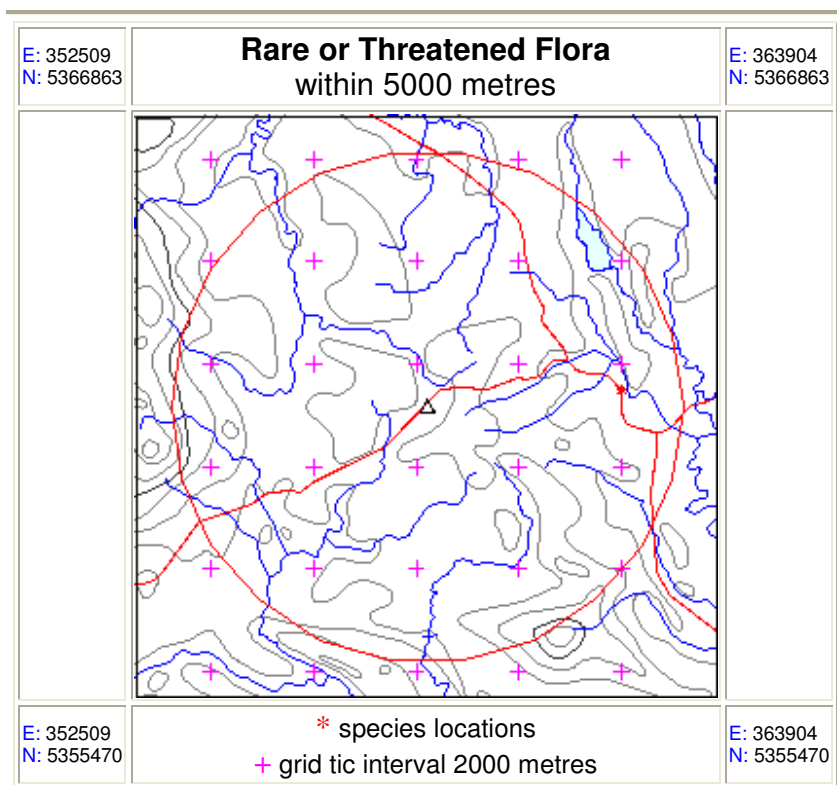 E: 352509
N: 5366863
Rare or Threatened Flora
within 5000 metres
E: 363904
N: 5366863
E: 352509
N: 5355470
* species locations
+ grid tic interval 2000 metres
E: 363904
N: 5355470